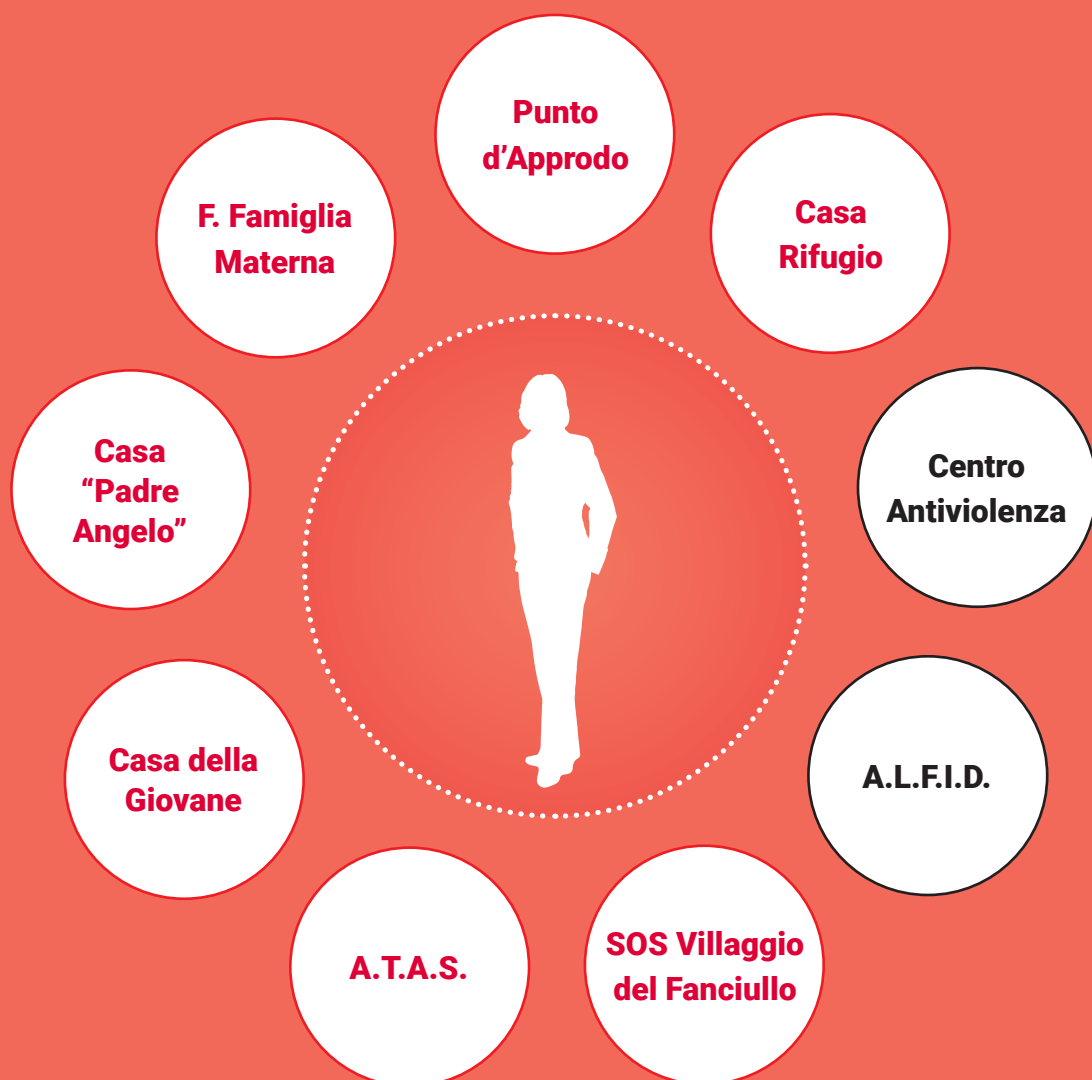 Punto
d’Approdo
F. Famiglia
Materna
Casa
Rifugio
Casa
“Padre
Angelo”
Centro
Antiviolenza
Casa della
Giovane
A.L.F.I.D.
A.T.A.S.
SOS Villaggio
del Fanciullo